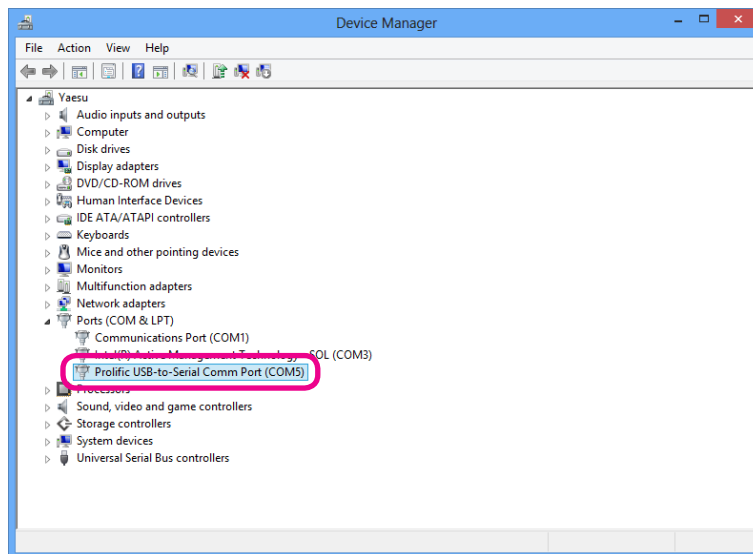 Device Manager
File Action View Help
Yaesu
Audio inputs and outputs
Computer
Disk drives
Display adapters
DVD/CD-ROM drives
Human Interface Devices
IDE ATA/ATAPI controllers
Keyboards
Mice and other pointing devices
Monitors
Multifunction adapters
Network adapters
Ports (COM & LPT)
Communications Port (COM1)
Intel(R) Active Management Technology - SOL (COM3)
Prolific USB-to-Serial Comm Port (COM5)
Processors
Sound, video and game controllers
Storage controllers
System devices
Universal Serial Bus controllers